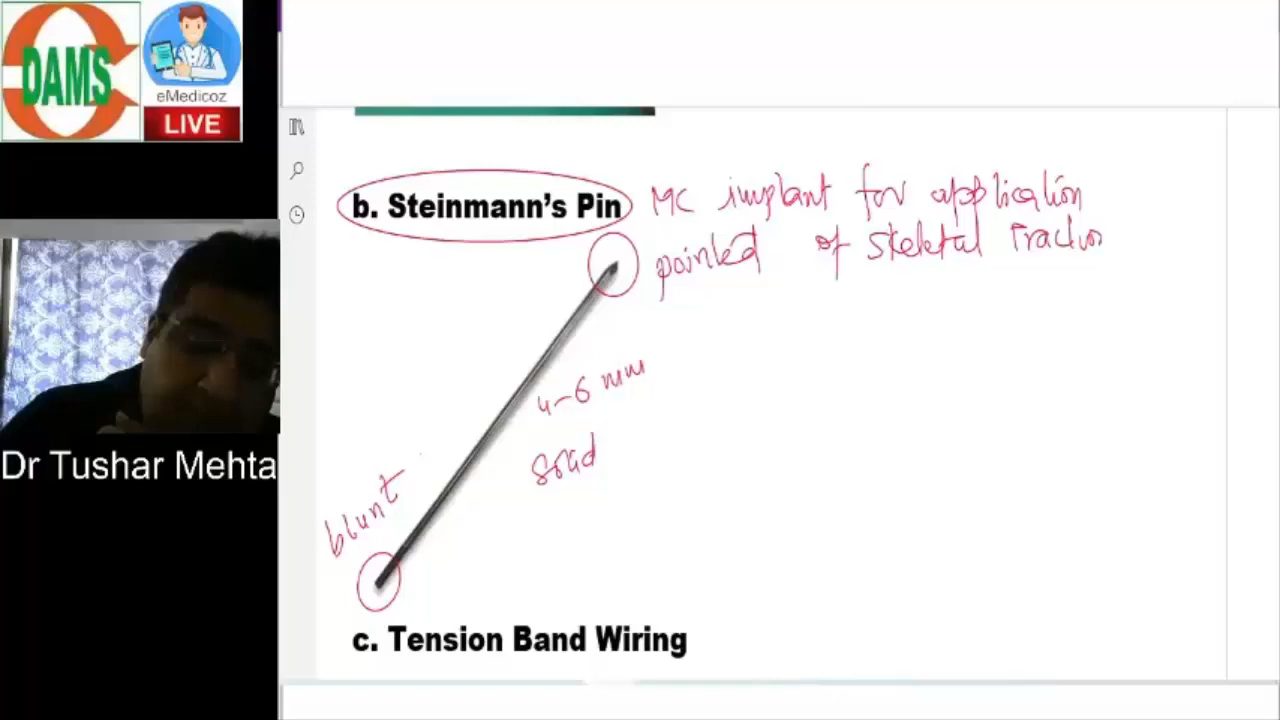 DAMS
eMedicoz
LIVE
b. Steinmann's Pin
MC implant for application
pointed of skeletal Traction
4-6 mm
blunt
Dr Tushar Mehta
c. Tension Band Wiring